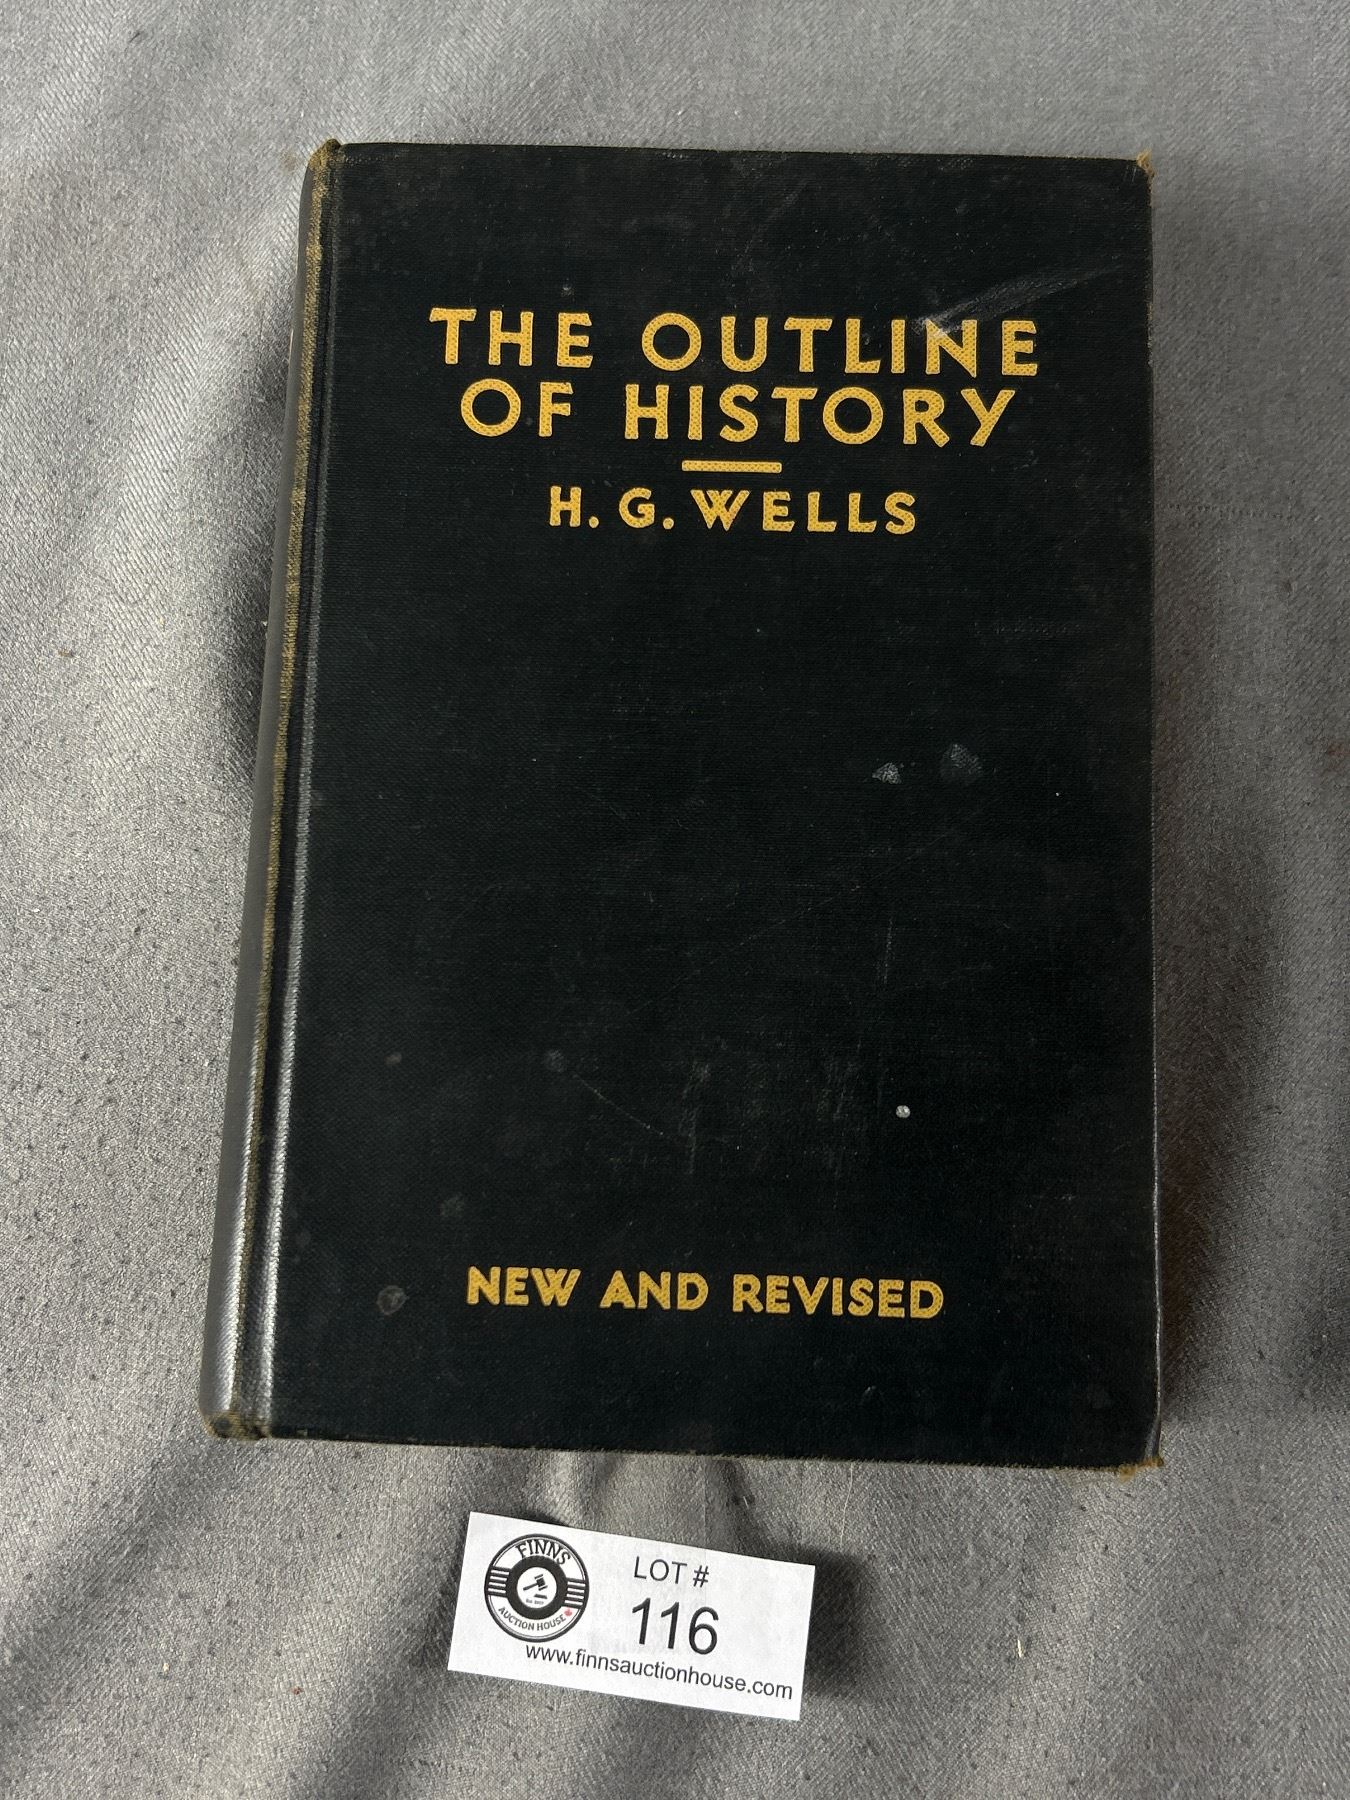 THE OUTLINE
OF HISTORY
H. G. WELLS
NEW AND REVISED
FINNS
AUCTION HOUSE
LOT #
116
www.finnsauctionhouse.com